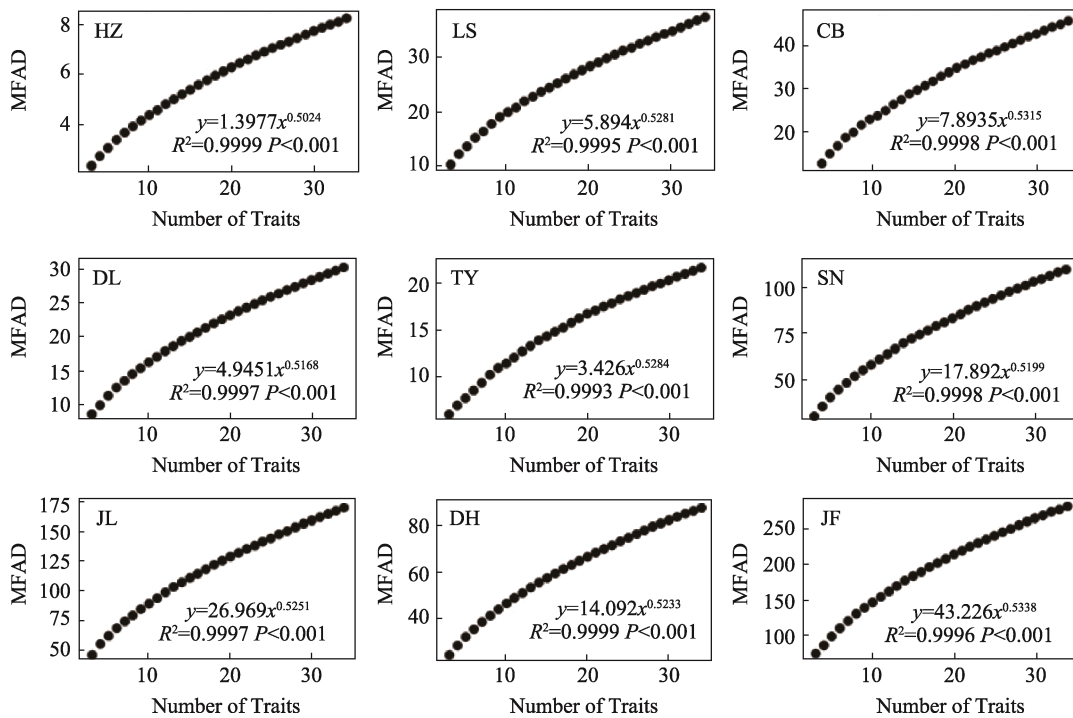 HZ
MFAD
8
6
4
y=1.3977x^0.5024
R²=0.9999 P<0.001
10 20 30
Number of Traits
LS
MFAD
30
20
10
y=5.894x^0.5281
R²=0.9995 P<0.001
10 20 30
Number of Traits
CB
MFAD
40
30
20
y=7.8935x^0.5315
R²=0.9998 P<0.001
10 20 30
Number of Traits
DL
MFAD
30
25
20
15
10
y=4.9451x^0.5168
R²=0.9997 P<0.001
10 20 30
Number of Traits
TY
MFAD
20
15
10
y=3.426x^0.5284
R²=0.9993 P<0.001
10 20 30
Number of Traits
SN
MFAD
100
75
50
y=17.892x^0.5199
R²=0.9998 P<0.001
10 20 30
Number of Traits
JL
MFAD
175
150
125
100
75
50
y=26.969x^0.5251
R²=0.9997 P<0.001
10 20 30
Number of Traits
DH
MFAD
80
60
40
y=14.092x^0.5233
R²=0.9999 P<0.001
10 20 30
Number of Traits
JF
MFAD
250
200
150
100
y=43.226x^0.5338
R²=0.9996 P<0.001
10 20 30
Number of Traits